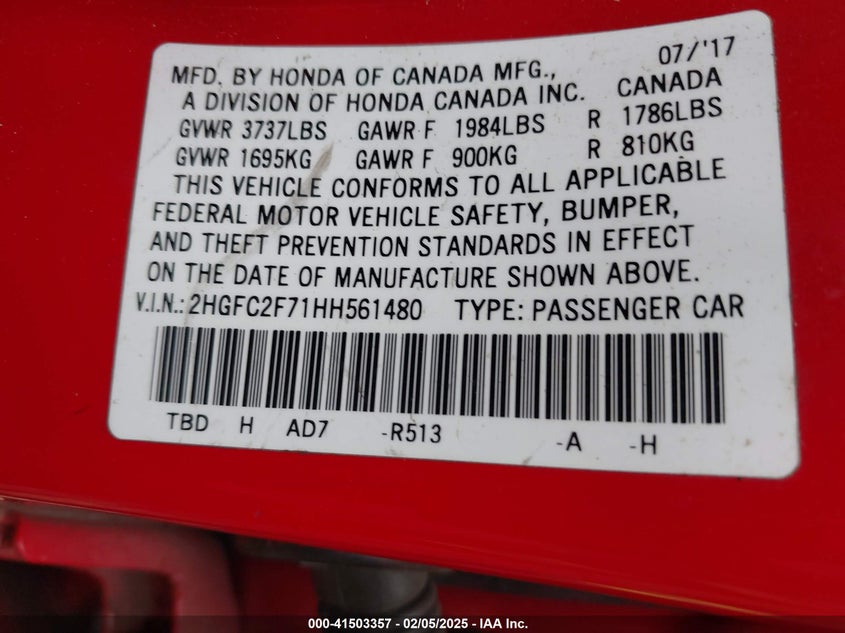 07/'17
MFD. BY HONDA OF CANADA MFG.,
A DIVISION OF HONDA CANADA INC. CANADA
GVWR 3737LBS GAWR F 1984LBS R 1786LBS
GVWR 1695KG GAWR F 900KG R 810KG
THIS VEHICLE CONFORMS TO ALL APPLICABLE
FEDERAL MOTOR VEHICLE SAFETY, BUMPER,
AND THEFT PREVENTION STANDARDS IN EFFECT
ON THE DATE OF MANUFACTURE SHOWN ABOVE.
V.I.N.: 2HGFC2F71HH561480 TYPE: PASSENGER CAR
TBD H AD7 -R513 -A -H
000-41503357 - 02/05/2025 - IAA Holdings, LLC.